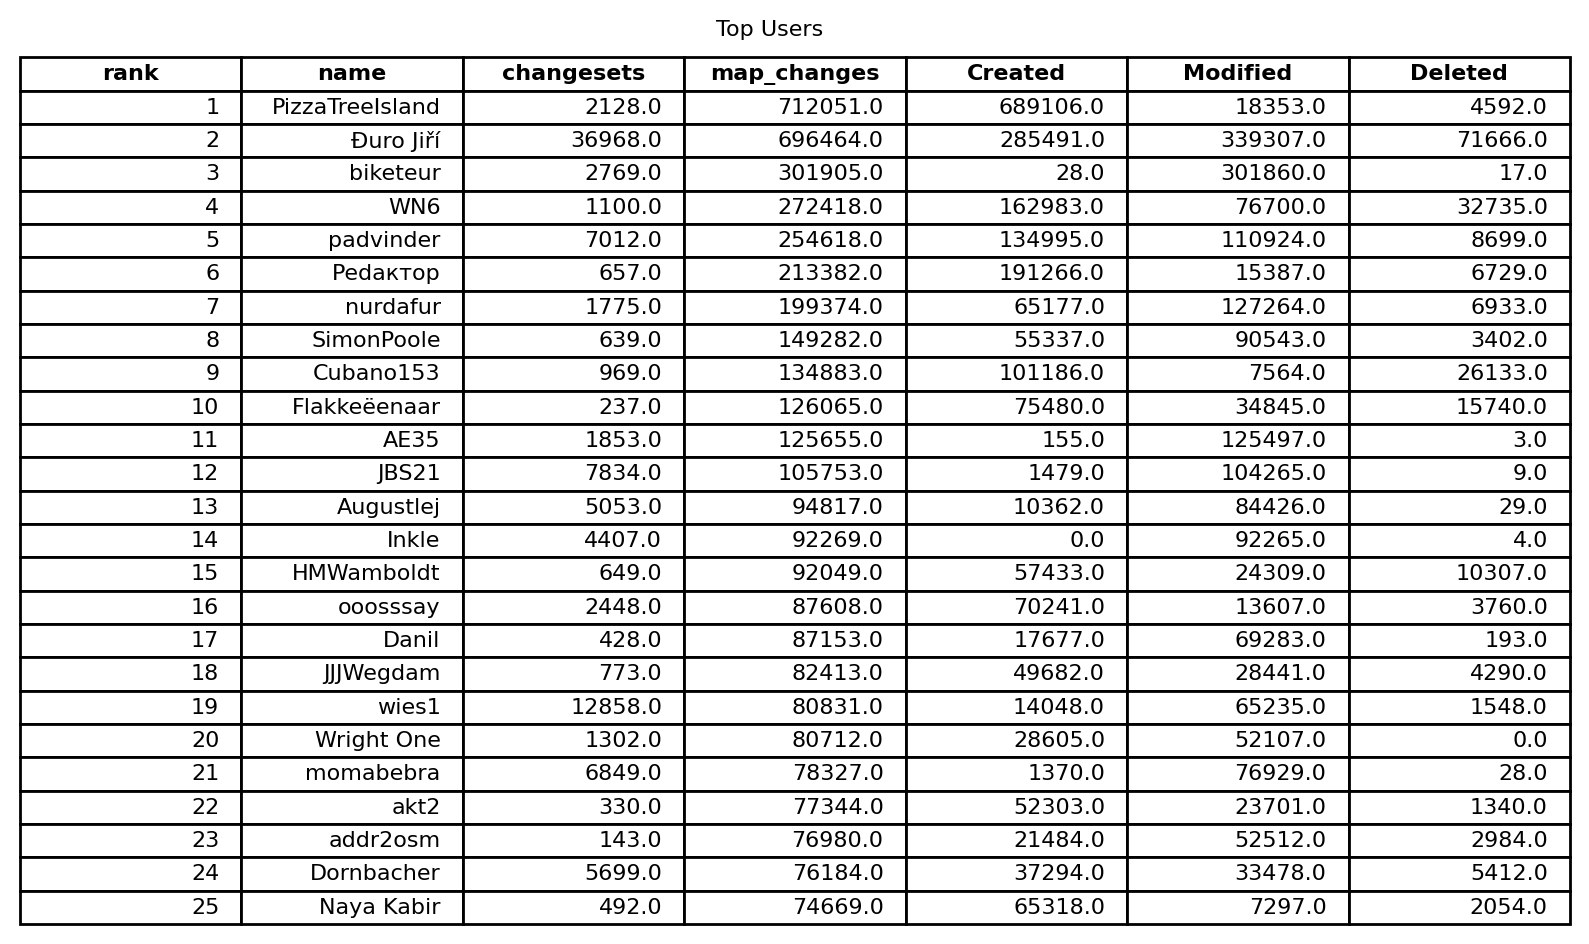 Top Users
rank name changesets map_changes Created Modified Deleted
1 PizzaTreeIsland 2128.0 712051.0 689106.0 18353.0 4592.0
2 Đuro Jiří 36968.0 696464.0 285491.0 339307.0 71666.0
3 biketeur 2769.0 301905.0 28.0 301860.0 17.0
4 WN6 1100.0 272418.0 162983.0 76700.0 32735.0
5 padvinder 7012.0 254618.0 134995.0 110924.0 8699.0
6 Pedактор 657.0 213382.0 191266.0 15387.0 6729.0
7 nurdafur 1775.0 199374.0 65177.0 127264.0 6933.0
8 SimonPoole 639.0 149282.0 55337.0 90543.0 3402.0
9 Cubano153 969.0 134883.0 101186.0 7564.0 26133.0
10 Flakkeëenaar 237.0 126065.0 75480.0 34845.0 15740.0
11 AE35 1853.0 125655.0 155.0 125497.0 3.0
12 JBS21 7834.0 105753.0 1479.0 104265.0 9.0
13 Augustlej 5053.0 94817.0 10362.0 84426.0 29.0
14 Inkle 4407.0 92269.0 0.0 92265.0 4.0
15 HMWamboldt 649.0 92049.0 57433.0 24309.0 10307.0
16 ooosssay 2448.0 87608.0 70241.0 13607.0 3760.0
17 Danil 428.0 87153.0 17677.0 69283.0 193.0
18 JJJWegdam 773.0 82413.0 49682.0 28441.0 4290.0
19 wies1 12858.0 80831.0 14048.0 65235.0 1548.0
20 Wright One 1302.0 80712.0 28605.0 52107.0 0.0
21 momabebra 6849.0 78327.0 1370.0 76929.0 28.0
22 akt2 330.0 77344.0 52303.0 23701.0 1340.0
23 addr2osm 143.0 76980.0 21484.0 52512.0 2984.0
24 Dornbacher 5699.0 76184.0 37294.0 33478.0 5412.0
25 Naya Kabir 492.0 74669.0 65318.0 7297.0 2054.0